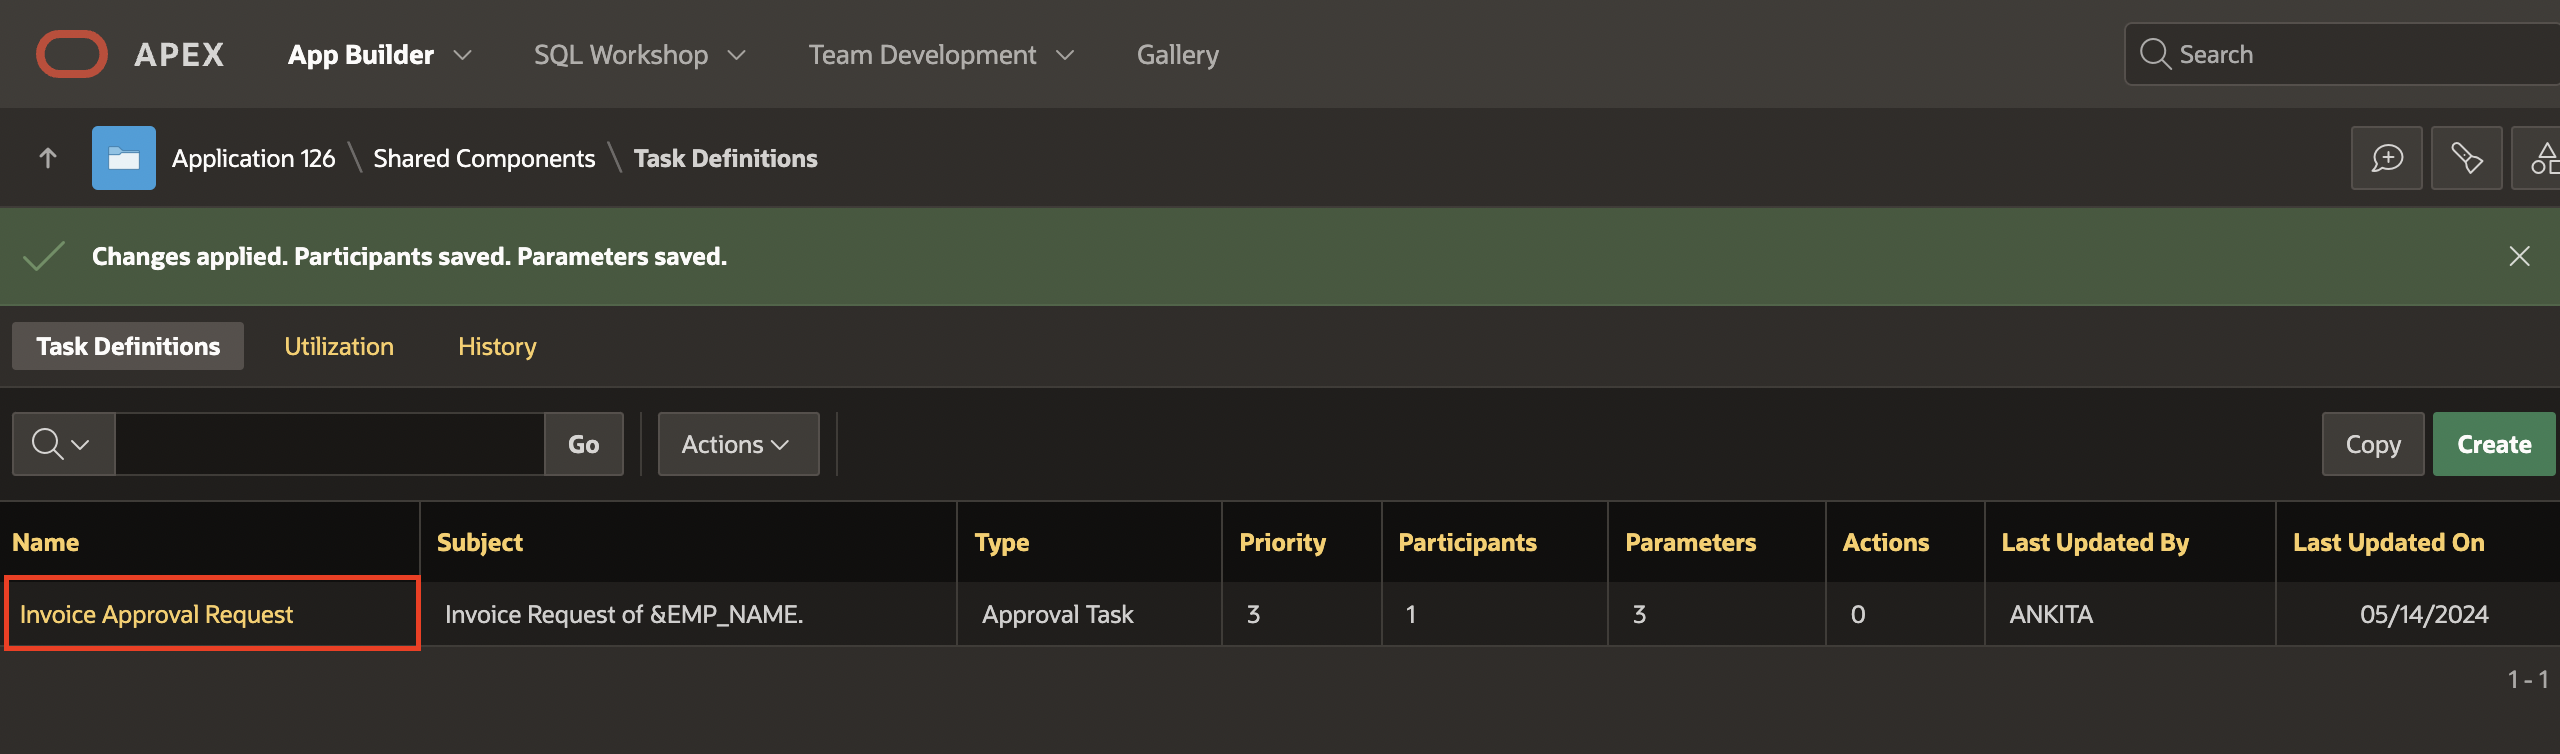 APEX App Builder SQL Workshop Team Development Gallery Search
Application 126 \ Shared Components \ Task Definitions
Changes applied. Participants saved. Parameters saved.
Task Definitions Utilization History
Go Actions Copy Create
Name Subject Type Priority Participants Parameters Actions Last Updated By Last Updated On
Invoice Approval Request Invoice Request of &EMP_NAME. Approval Task 3 1 3 0 ANKITA 05/14/2024
1 - 1